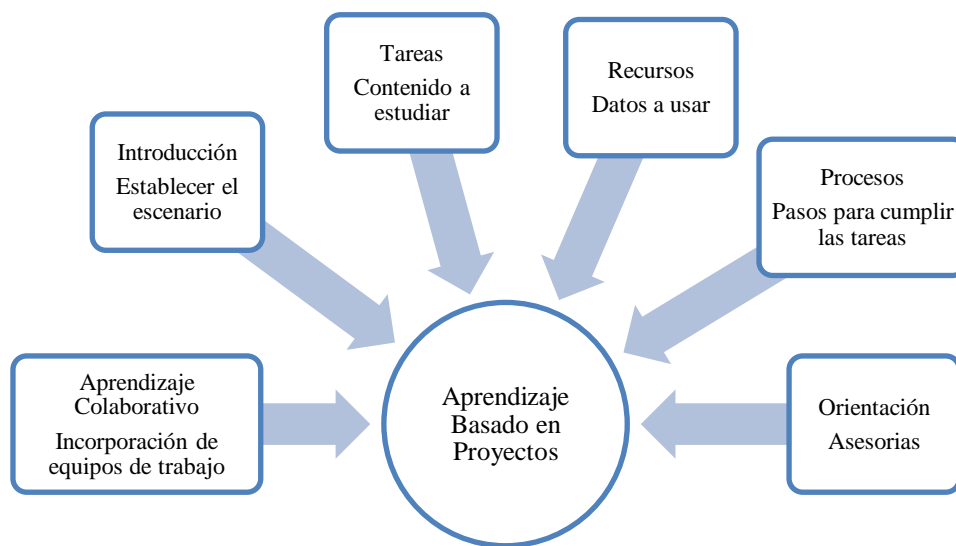 Tareas
Contenido a
estudiar
Recursos
Datos a usar
Introducción
Establecer el
escenario
Procesos
Pasos para cumplir
las tareas
Aprendizaje
Colaborativo
Incorporación de
equipos de trabajo
Aprendizaje
Basado en
Proyectos
Orientación
Asesorias